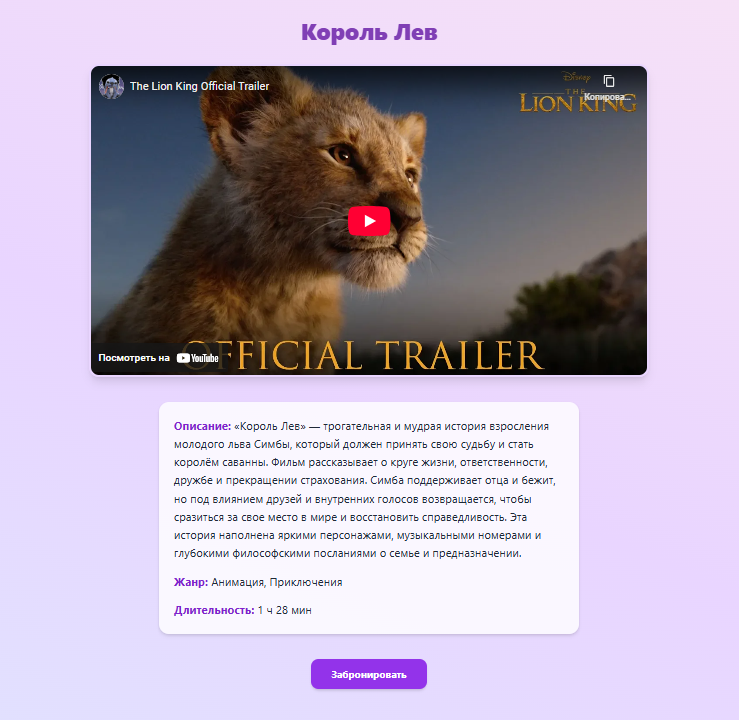 Король Лев
The Lion King Official Trailer
Копирова...
Disney
THE
LION KING
OFFICIAL TRAILER
Посмотреть на YouTube
Описание: «Король Лев» — трогательная и мудрая история взросления
молодого льва Симбы, который должен принять свою судьбу и стать
королём саванны. Фильм рассказывает о круге жизни, ответственности,
дружбе и прекращении страхования. Симба поддерживает отца и бежит,
но под влиянием друзей и внутренних голосов возвращается, чтобы
сразиться за свое место в мире и восстановить справедливость. Эта
история наполнена яркими персонажами, музыкальными номерами и
глубокими философскими посланиями о семье и предназначении.
Жанр: Анимация, Приключения
Длительность: 1 ч 28 мин
Забронировать